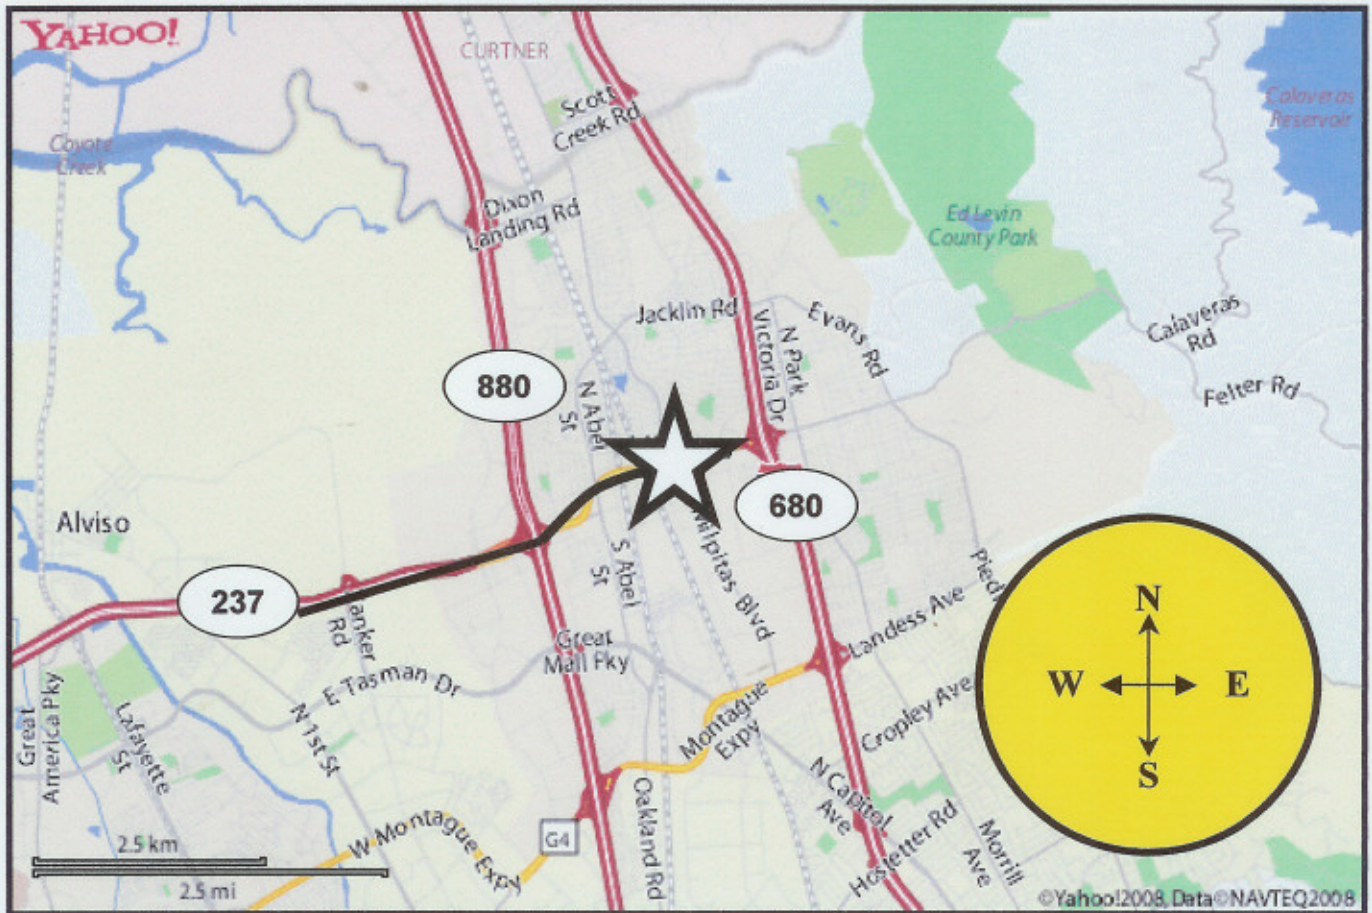 YAHOO!
CURTNER
Scott
Creek Rd
Calaveras
Reservoir
Coyote
Creek
Dixon
Landing Rd
Ed Levin
County Park
Jacklin Rd
Evans Rd
Victoria Dr
N Park
Calaveras
Rd
Felter Rd
880
N Abel
St
680
Alviso
237
S Abel
St
Milpitas Blvd
Pied
anker
Rd
Great
Mall Pky
Landess Ave
E Tasman Dr
Great
America Pky
Lafayette
St
N 1st St
Montague
Expy
Cropley Ave
N Capitol
Ave
Hostetter Rd
Morrill
Ave
Oakland Rd
W Montague Expy
G4
N
W E
S
2.5 km
2.5 mi
©Yahoo!2008, Data©NAVTEQ2008